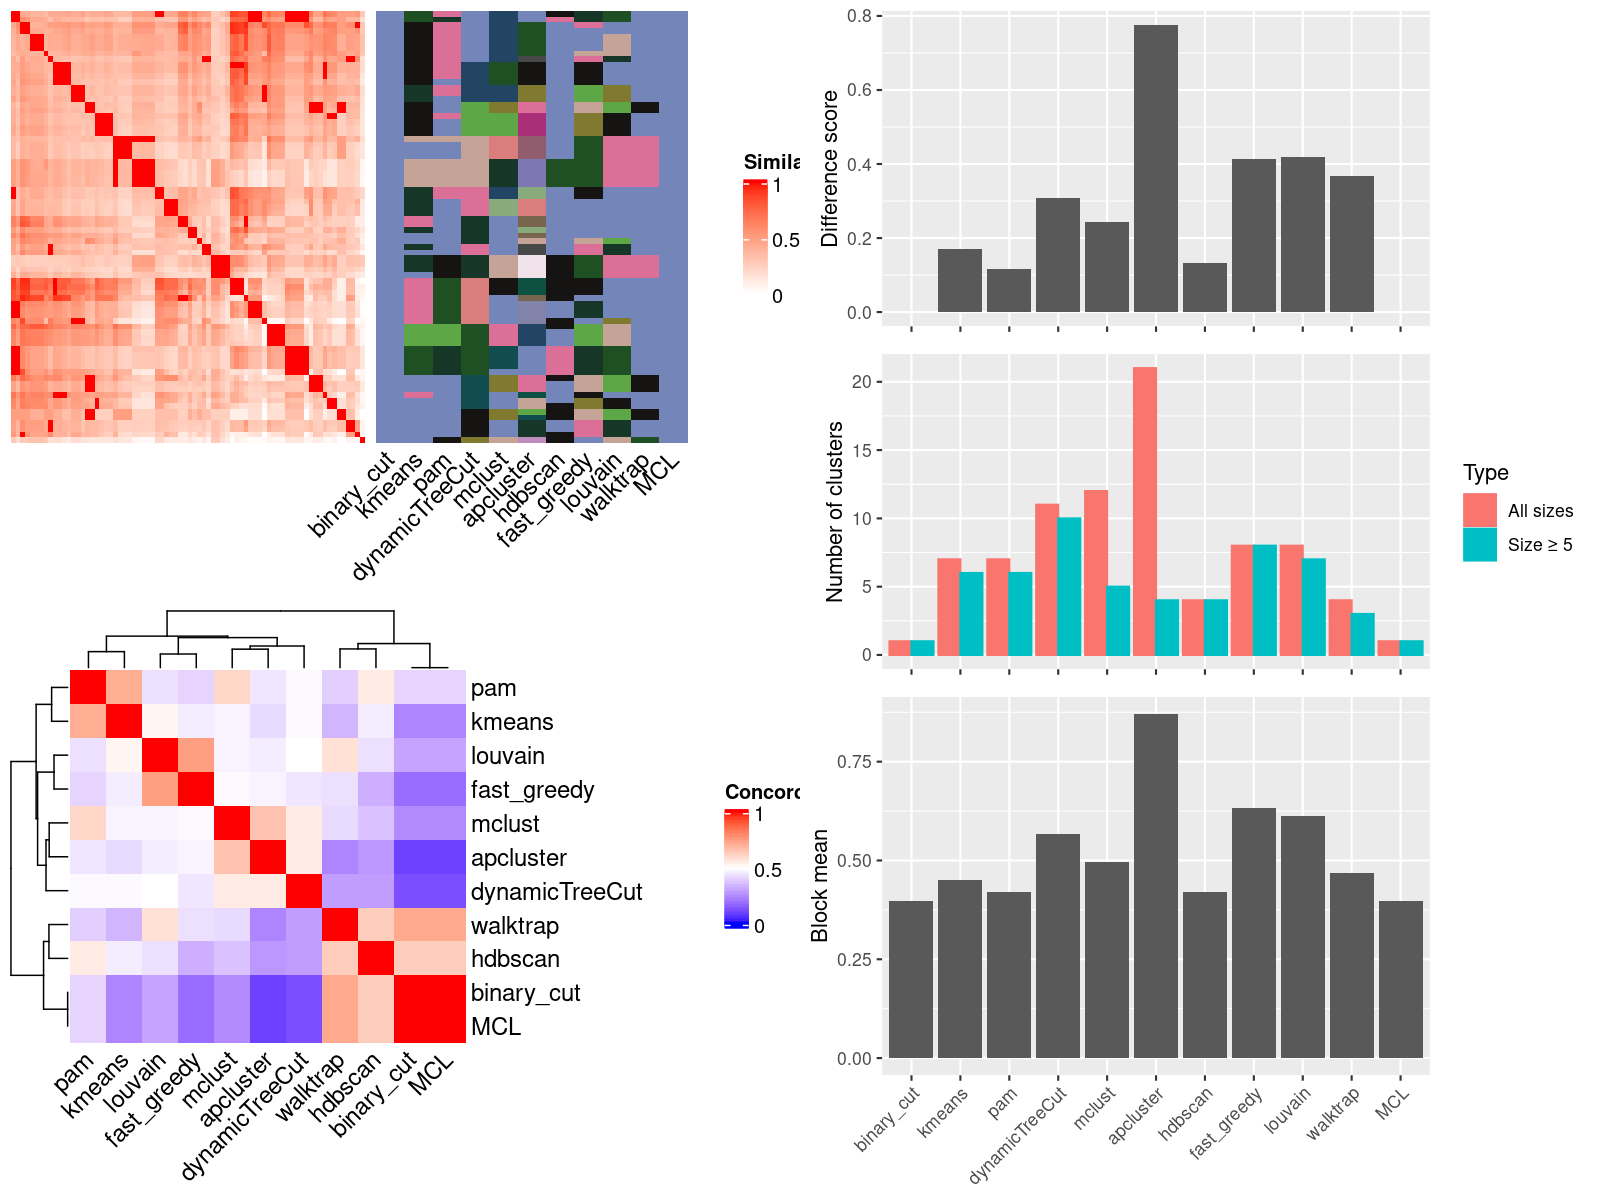 binary_cut
kmeans
pam
dynamicTreeCut
mclust
apcluster
hdbscan
fast_greedy
louvain
walktrap
MCL
Simila
1
0.5
0
pam
kmeans
louvain
fast_greedy
mclust
apcluster
dynamicTreeCut
walktrap
hdbscan
binary_cut
MCL
pam
kmeans
louvain
fast_greedy
mclust
apcluster
dynamicTreeCut
walktrap
hdbscan
binary_cut
MCL
Concord
1
0.5
0
Difference score
0.8
0.6
0.4
0.2
0.0
Number of clusters
20
15
10
5
0
Type
All sizes
Size ≥ 5
Block mean
0.75
0.50
0.25
0.00
binary_cut
kmeans
pam
dynamicTreeCut
mclust
apcluster
hdbscan
fast_greedy
louvain
walktrap
MCL